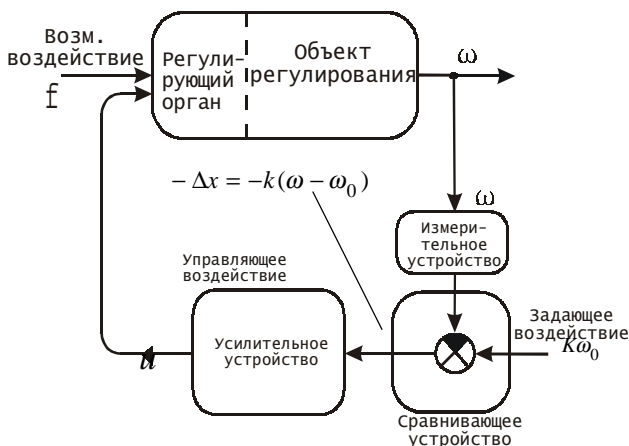 Возм.
воздействие
f
Регули-
рующий
орган
Объект
регулирования
ω
− Δx = −k(ω − ω₀)
ω
Измери-
тельное
устройство
Управляющее
воздействие
Усилительное
устройство
u
Задающее
воздействие
Kω₀
Сравнивающее
устройство